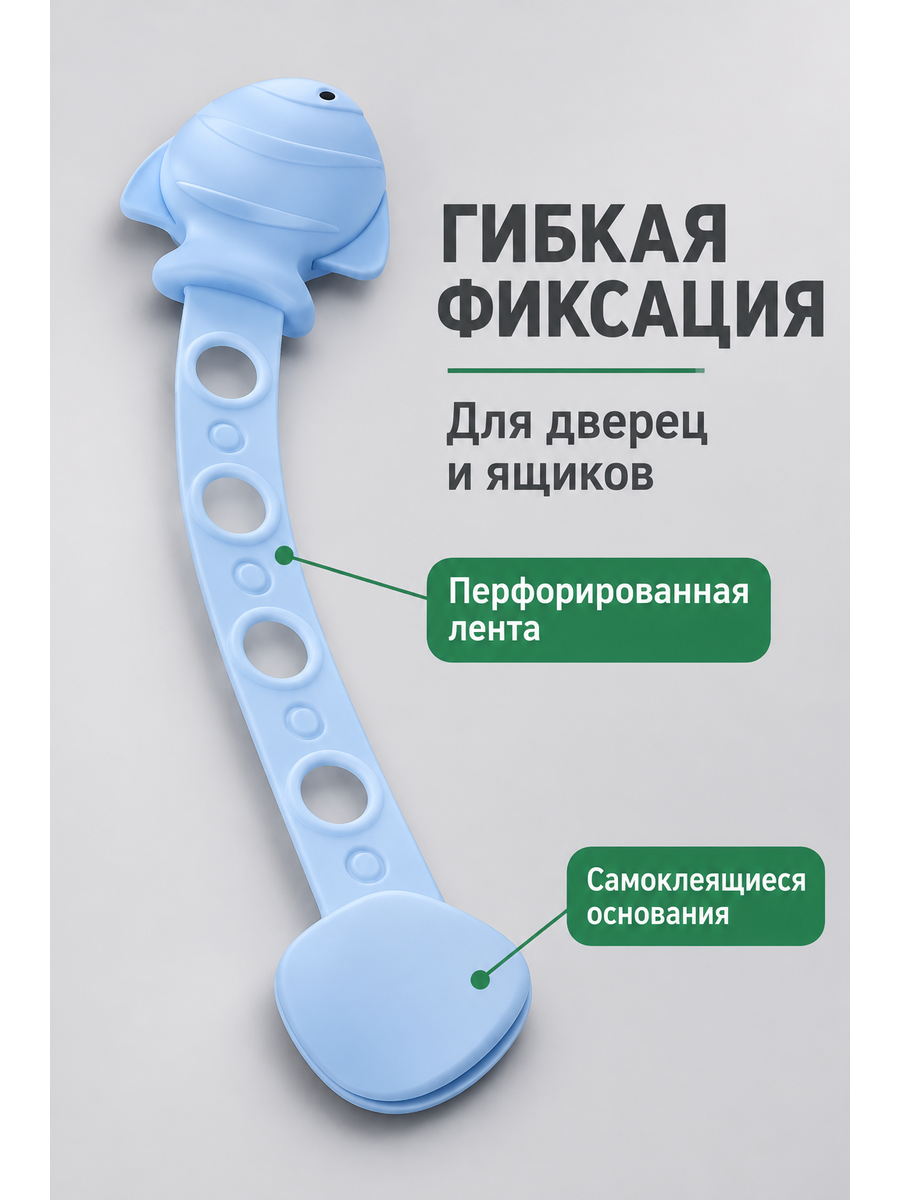 ГИБКАЯ
ФИКСАЦИЯ
Для дверец
и ящиков
Перфорированная
лента
Самоклеящиеся
основания